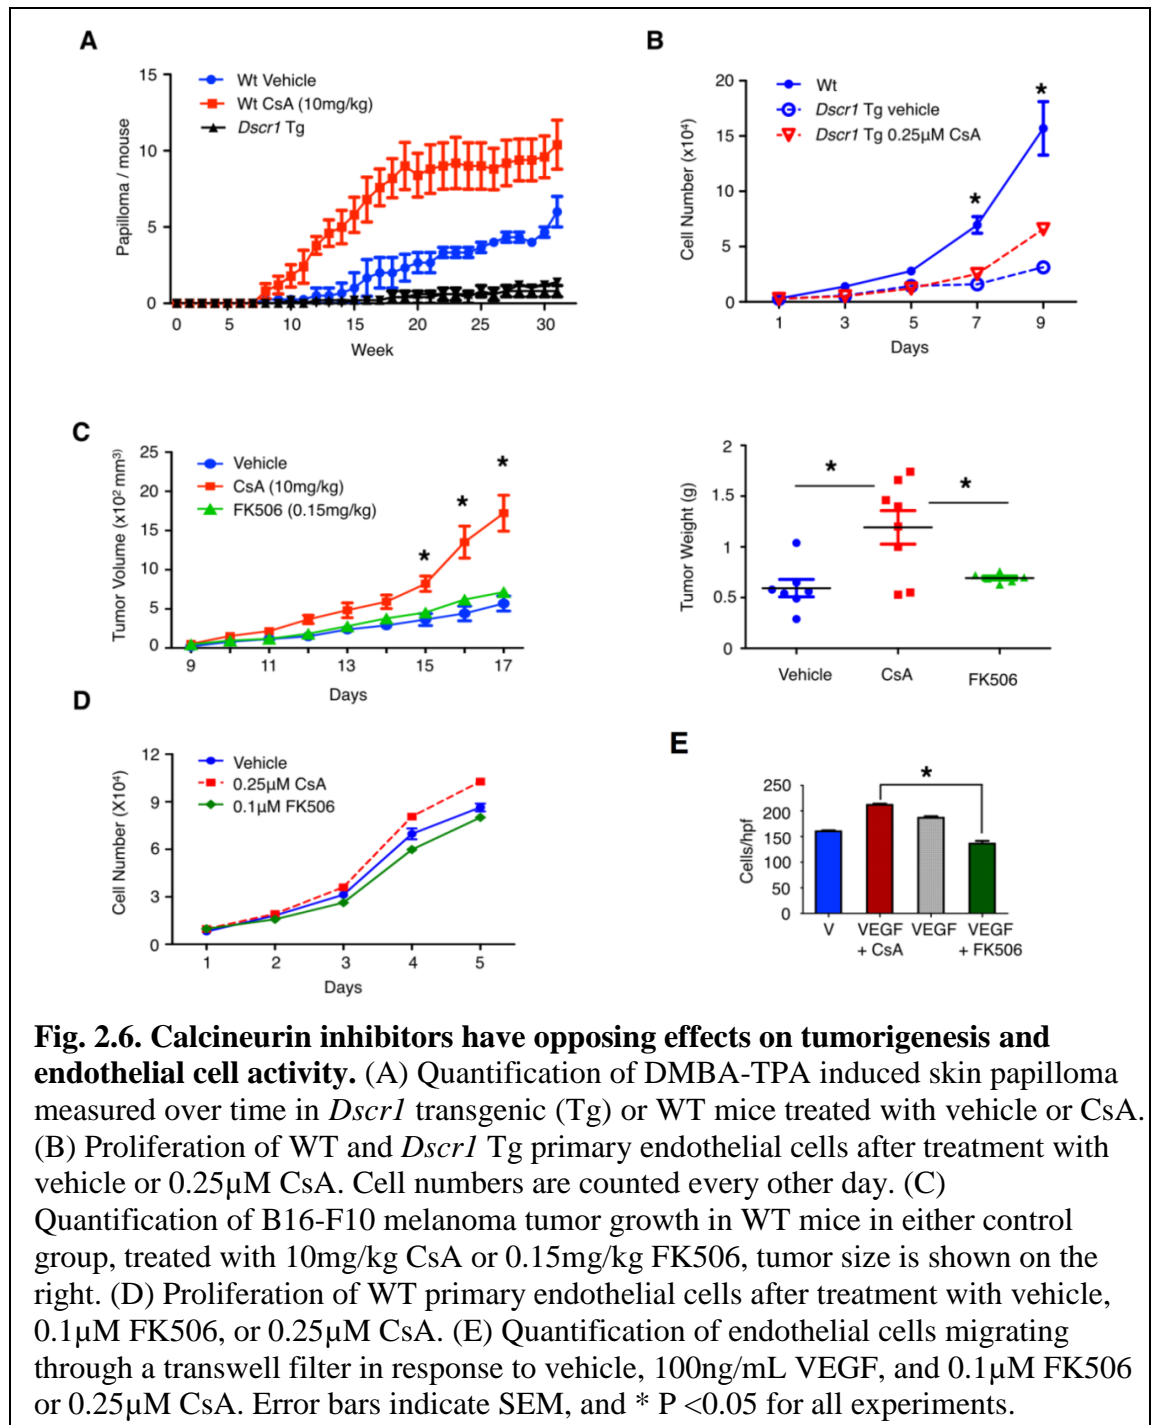 A
15
10
5
0
Papilloma / mouse
Wt Vehicle
Wt CsA (10mg/kg)
Dscr1 Tg
0 5 10 15 20 25 30
Week
B
20
15
10
5
0
Cell Number (x10⁴)
Wt
Dscr1 Tg vehicle
Dscr1 Tg 0.25µM CsA
*
*
1 3 5 7 9
Days
C
25
20
15
10
5
0
Tumor Volume (x10² mm³)
Vehicle
CsA (10mg/kg)
FK506 (0.15mg/kg)
*
*
*
9 11 13 15 17
Days
2
1.5
1
0.5
0
Tumor Weight (g)
*
*
Vehicle CsA FK506
D
12
9
6
3
0
Cell Number (X10⁴)
Vehicle
0.25µM CsA
0.1µM FK506
1 2 3 4 5
Days
E
250
200
150
100
50
0
Cells/hpf
*
V VEGF VEGF VEGF
+ CsA + FK506
Fig. 2.6. Calcineurin inhibitors have opposing effects on tumorigenesis and
endothelial cell activity. (A) Quantification of DMBA-TPA induced skin papilloma
measured over time in Dscr1 transgenic (Tg) or WT mice treated with vehicle or CsA.
(B) Proliferation of WT and Dscr1 Tg primary endothelial cells after treatment with
vehicle or 0.25µM CsA. Cell numbers are counted every other day. (C)
Quantification of B16-F10 melanoma tumor growth in WT mice in either control
group, treated with 10mg/kg CsA or 0.15mg/kg FK506, tumor size is shown on the
right. (D) Proliferation of WT primary endothelial cells after treatment with vehicle,
0.1µM FK506, or 0.25µM CsA. (E) Quantification of endothelial cells migrating
through a transwell filter in response to vehicle, 100ng/mL VEGF, and 0.1µM FK506
or 0.25µM CsA. Error bars indicate SEM, and * P <0.05 for all experiments.